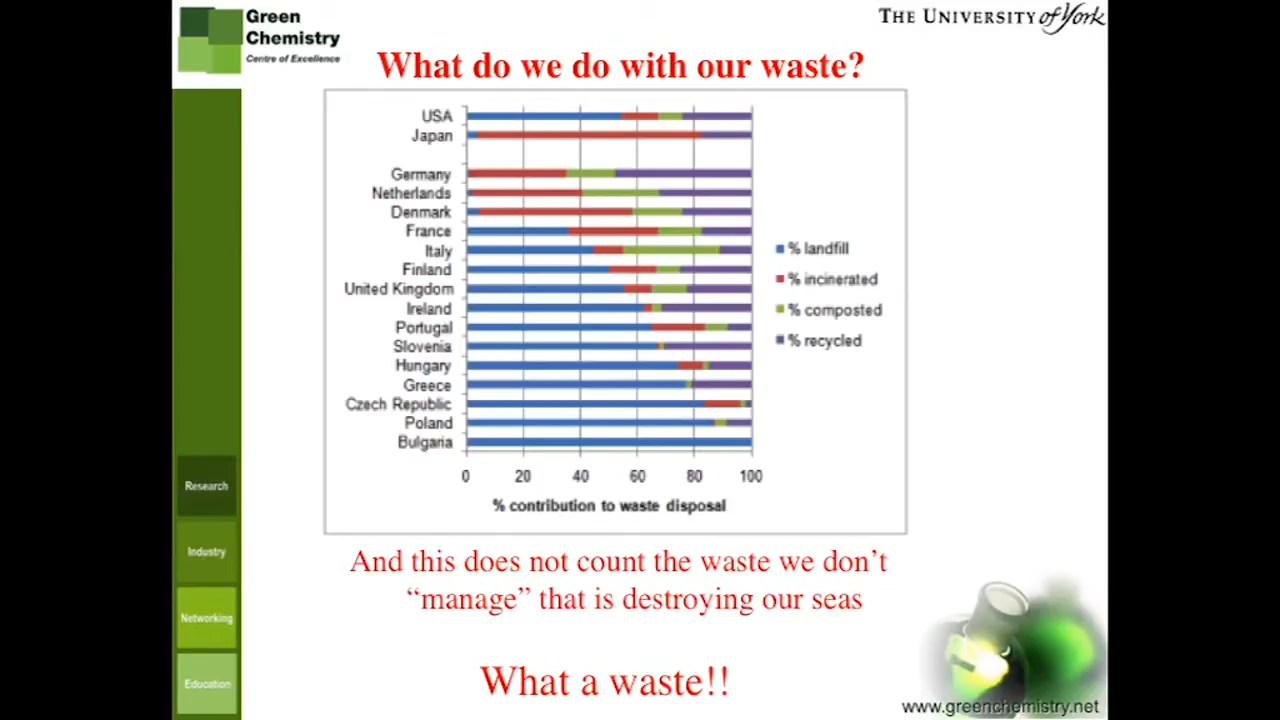 Green
Chemistry
Centre of Excellence
THE UNIVERSITY of York
What do we do with our waste?
USA
Japan
Germany
Netherlands
Denmark
France
Italy
Finland
United Kingdom
Ireland
Portugal
Slovenia
Hungary
Greece
Czech Republic
Poland
Bulgaria
0 20 40 60 80 100
% contribution to waste disposal
% landfill
% incinerated
% composted
% recycled
And this does not count the waste we don’t
“manage” that is destroying our seas
What a waste!!
Research
Industry
Networking
Education
www.greenchemistry.net